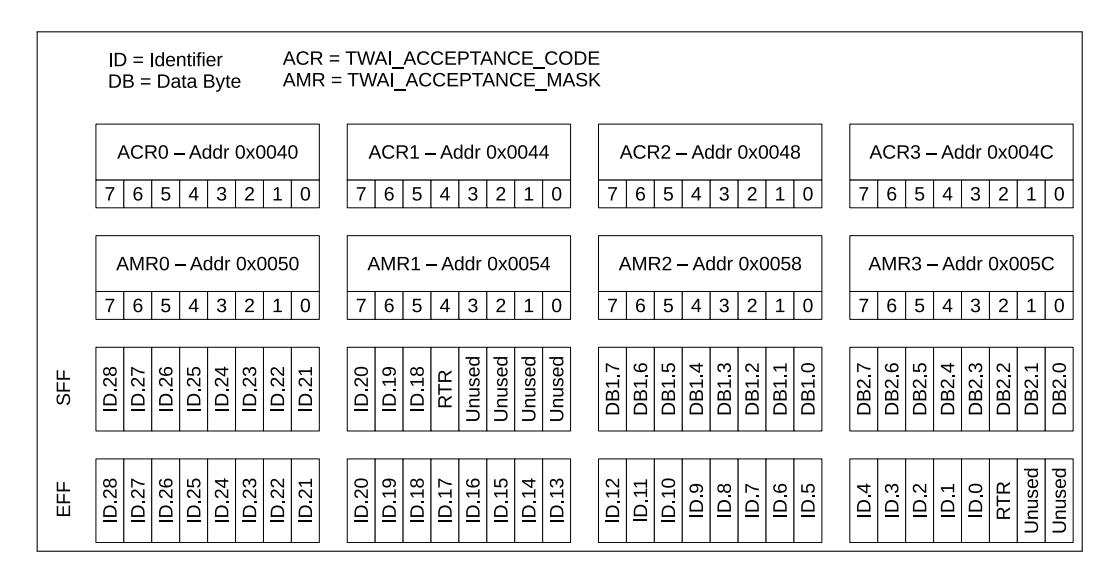 ID = Identifier ACR = TWAI_ACCEPTANCE_CODE
DB = Data Byte AMR = TWAI_ACCEPTANCE_MASK
ACR0 – Addr 0x0040 ACR1 – Addr 0x0044 ACR2 – Addr 0x0048 ACR3 – Addr 0x004C
7 6 5 4 3 2 1 0 7 6 5 4 3 2 1 0 7 6 5 4 3 2 1 0 7 6 5 4 3 2 1 0
AMR0 – Addr 0x0050 AMR1 – Addr 0x0054 AMR2 – Addr 0x0058 AMR3 – Addr 0x005C
7 6 5 4 3 2 1 0 7 6 5 4 3 2 1 0 7 6 5 4 3 2 1 0 7 6 5 4 3 2 1 0
SFF ID.28 ID.27 ID.26 ID.25 ID.24 ID.23 ID.22 ID.21 ID.20 ID.19 ID.18 RTR Unused Unused Unused Unused DB1.7 DB1.6 DB1.5 DB1.4 DB1.3 DB1.2 DB1.1 DB1.0 DB2.7 DB2.6 DB2.5 DB2.4 DB2.3 DB2.2 DB2.1 DB2.0
EFF ID.28 ID.27 ID.26 ID.25 ID.24 ID.23 ID.22 ID.21 ID.20 ID.19 ID.18 ID.17 ID.16 ID.15 ID.14 ID.13 ID.12 ID.11 ID.10 ID.9 ID.8 ID.7 ID.6 ID.5 ID.4 ID.3 ID.2 ID.1 ID.0 RTR Unused Unused